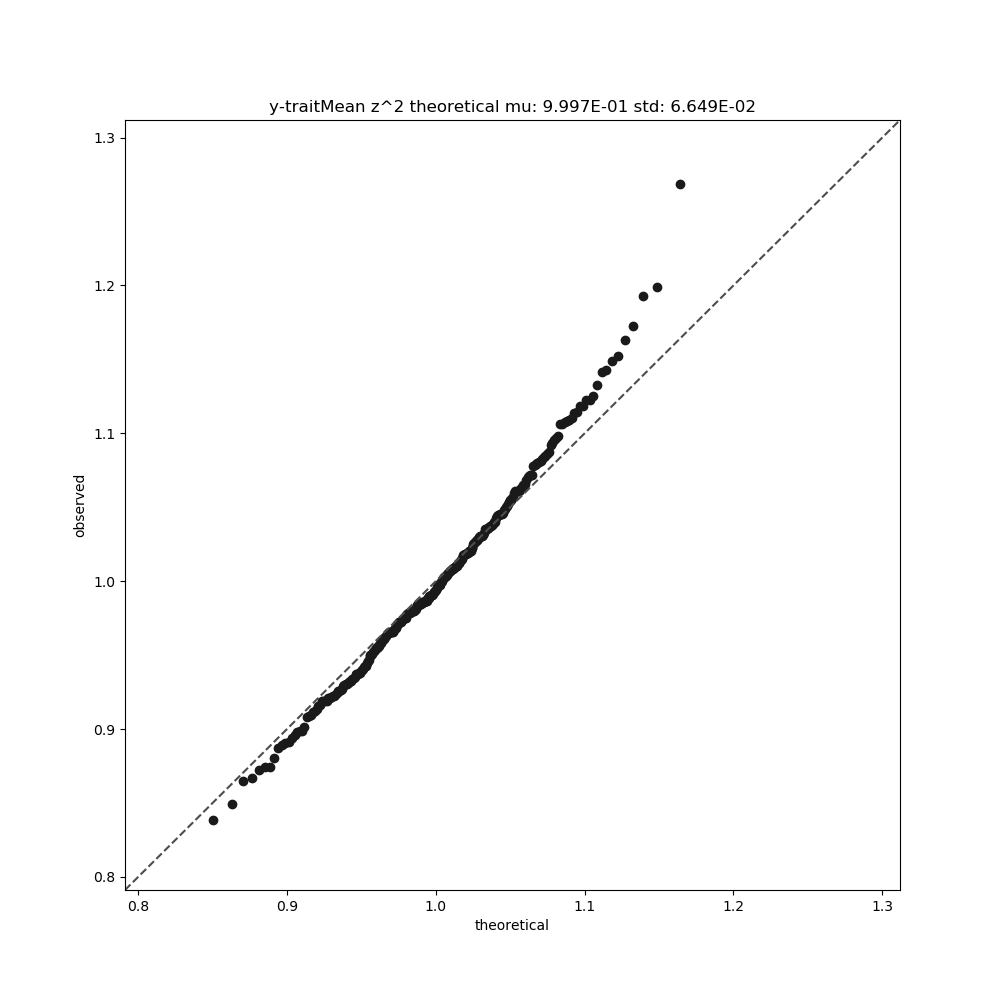 y-traitMean z^2 theoretical mu: 9.997E-01 std: 6.649E-02
1.3
1.2
1.1
1.0
0.9
0.8
observed
0.8 0.9 1.0 1.1 1.2 1.3
theoretical